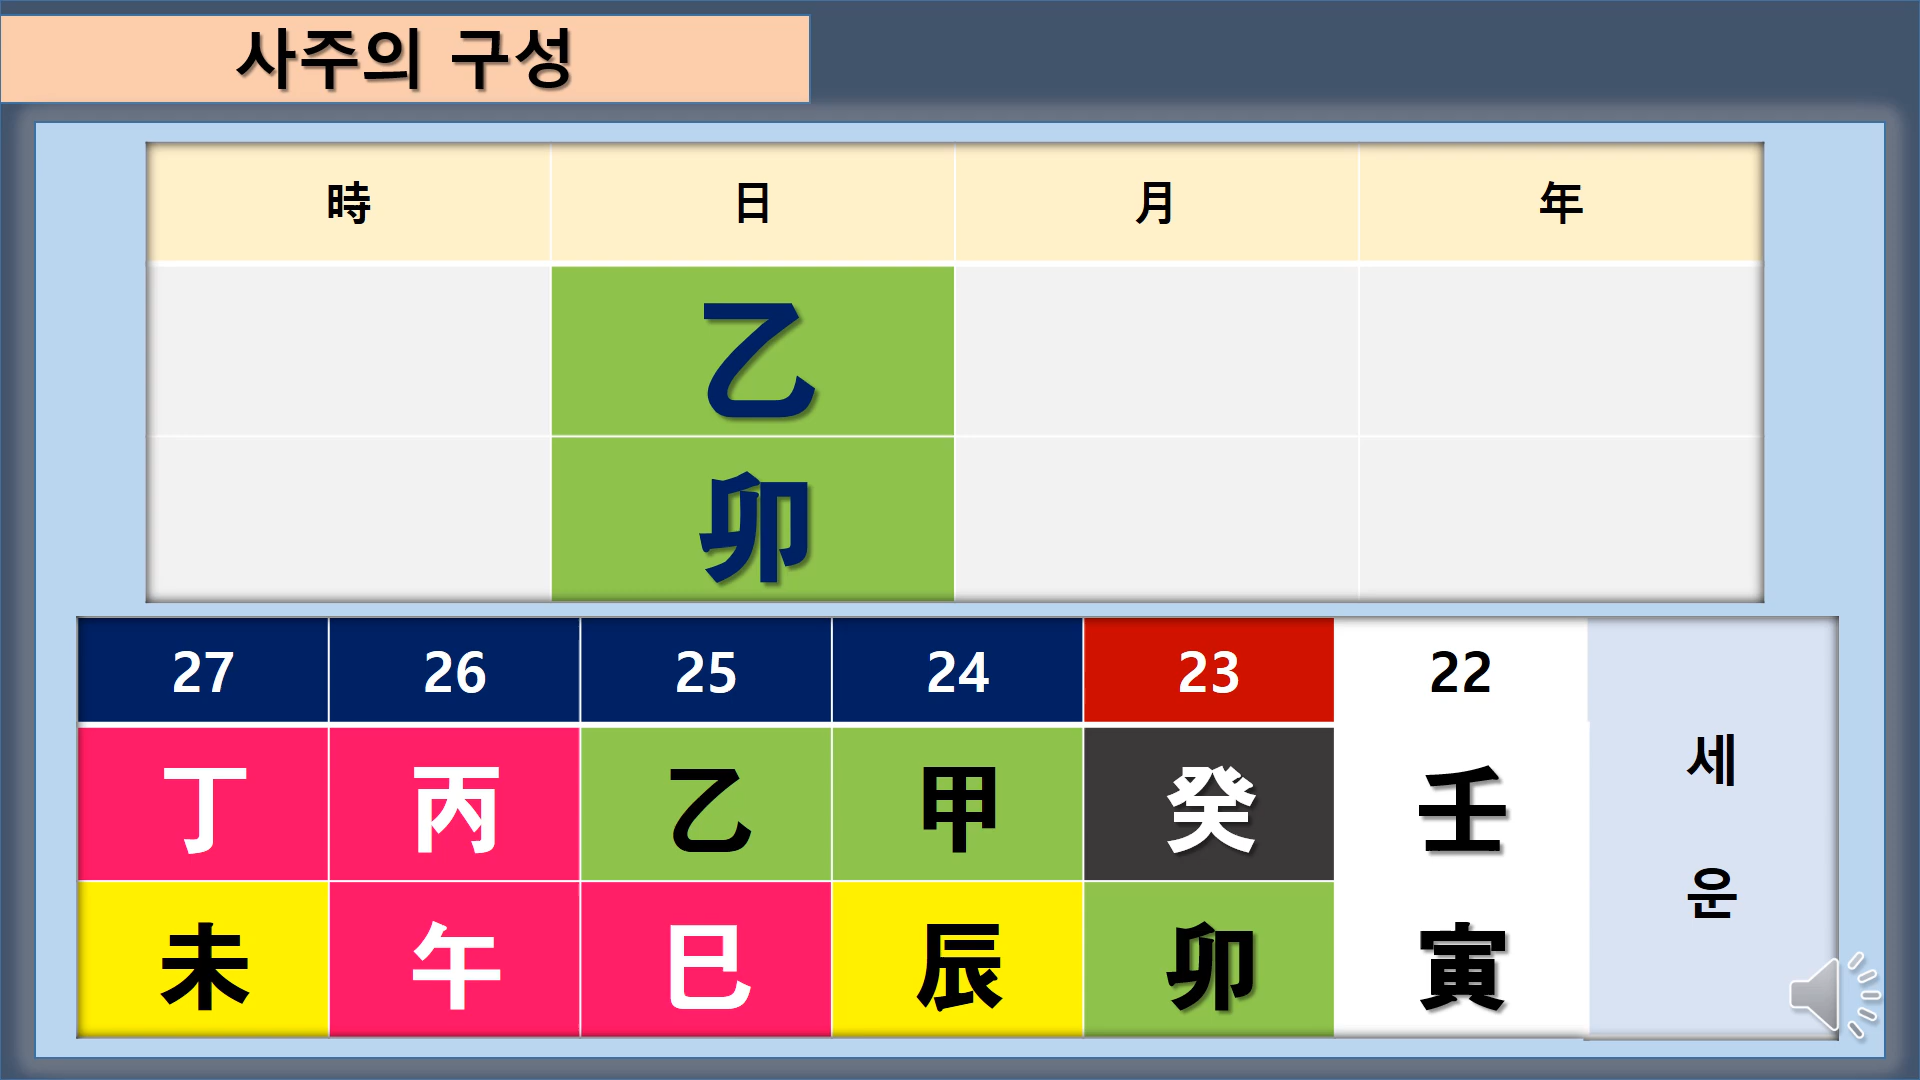 사주의 구성
時 日 月 年
乙
卯
27 26 25 24 23 22
丁 丙 乙 甲 癸 壬
未 午 巳 辰 卯 寅
세
운